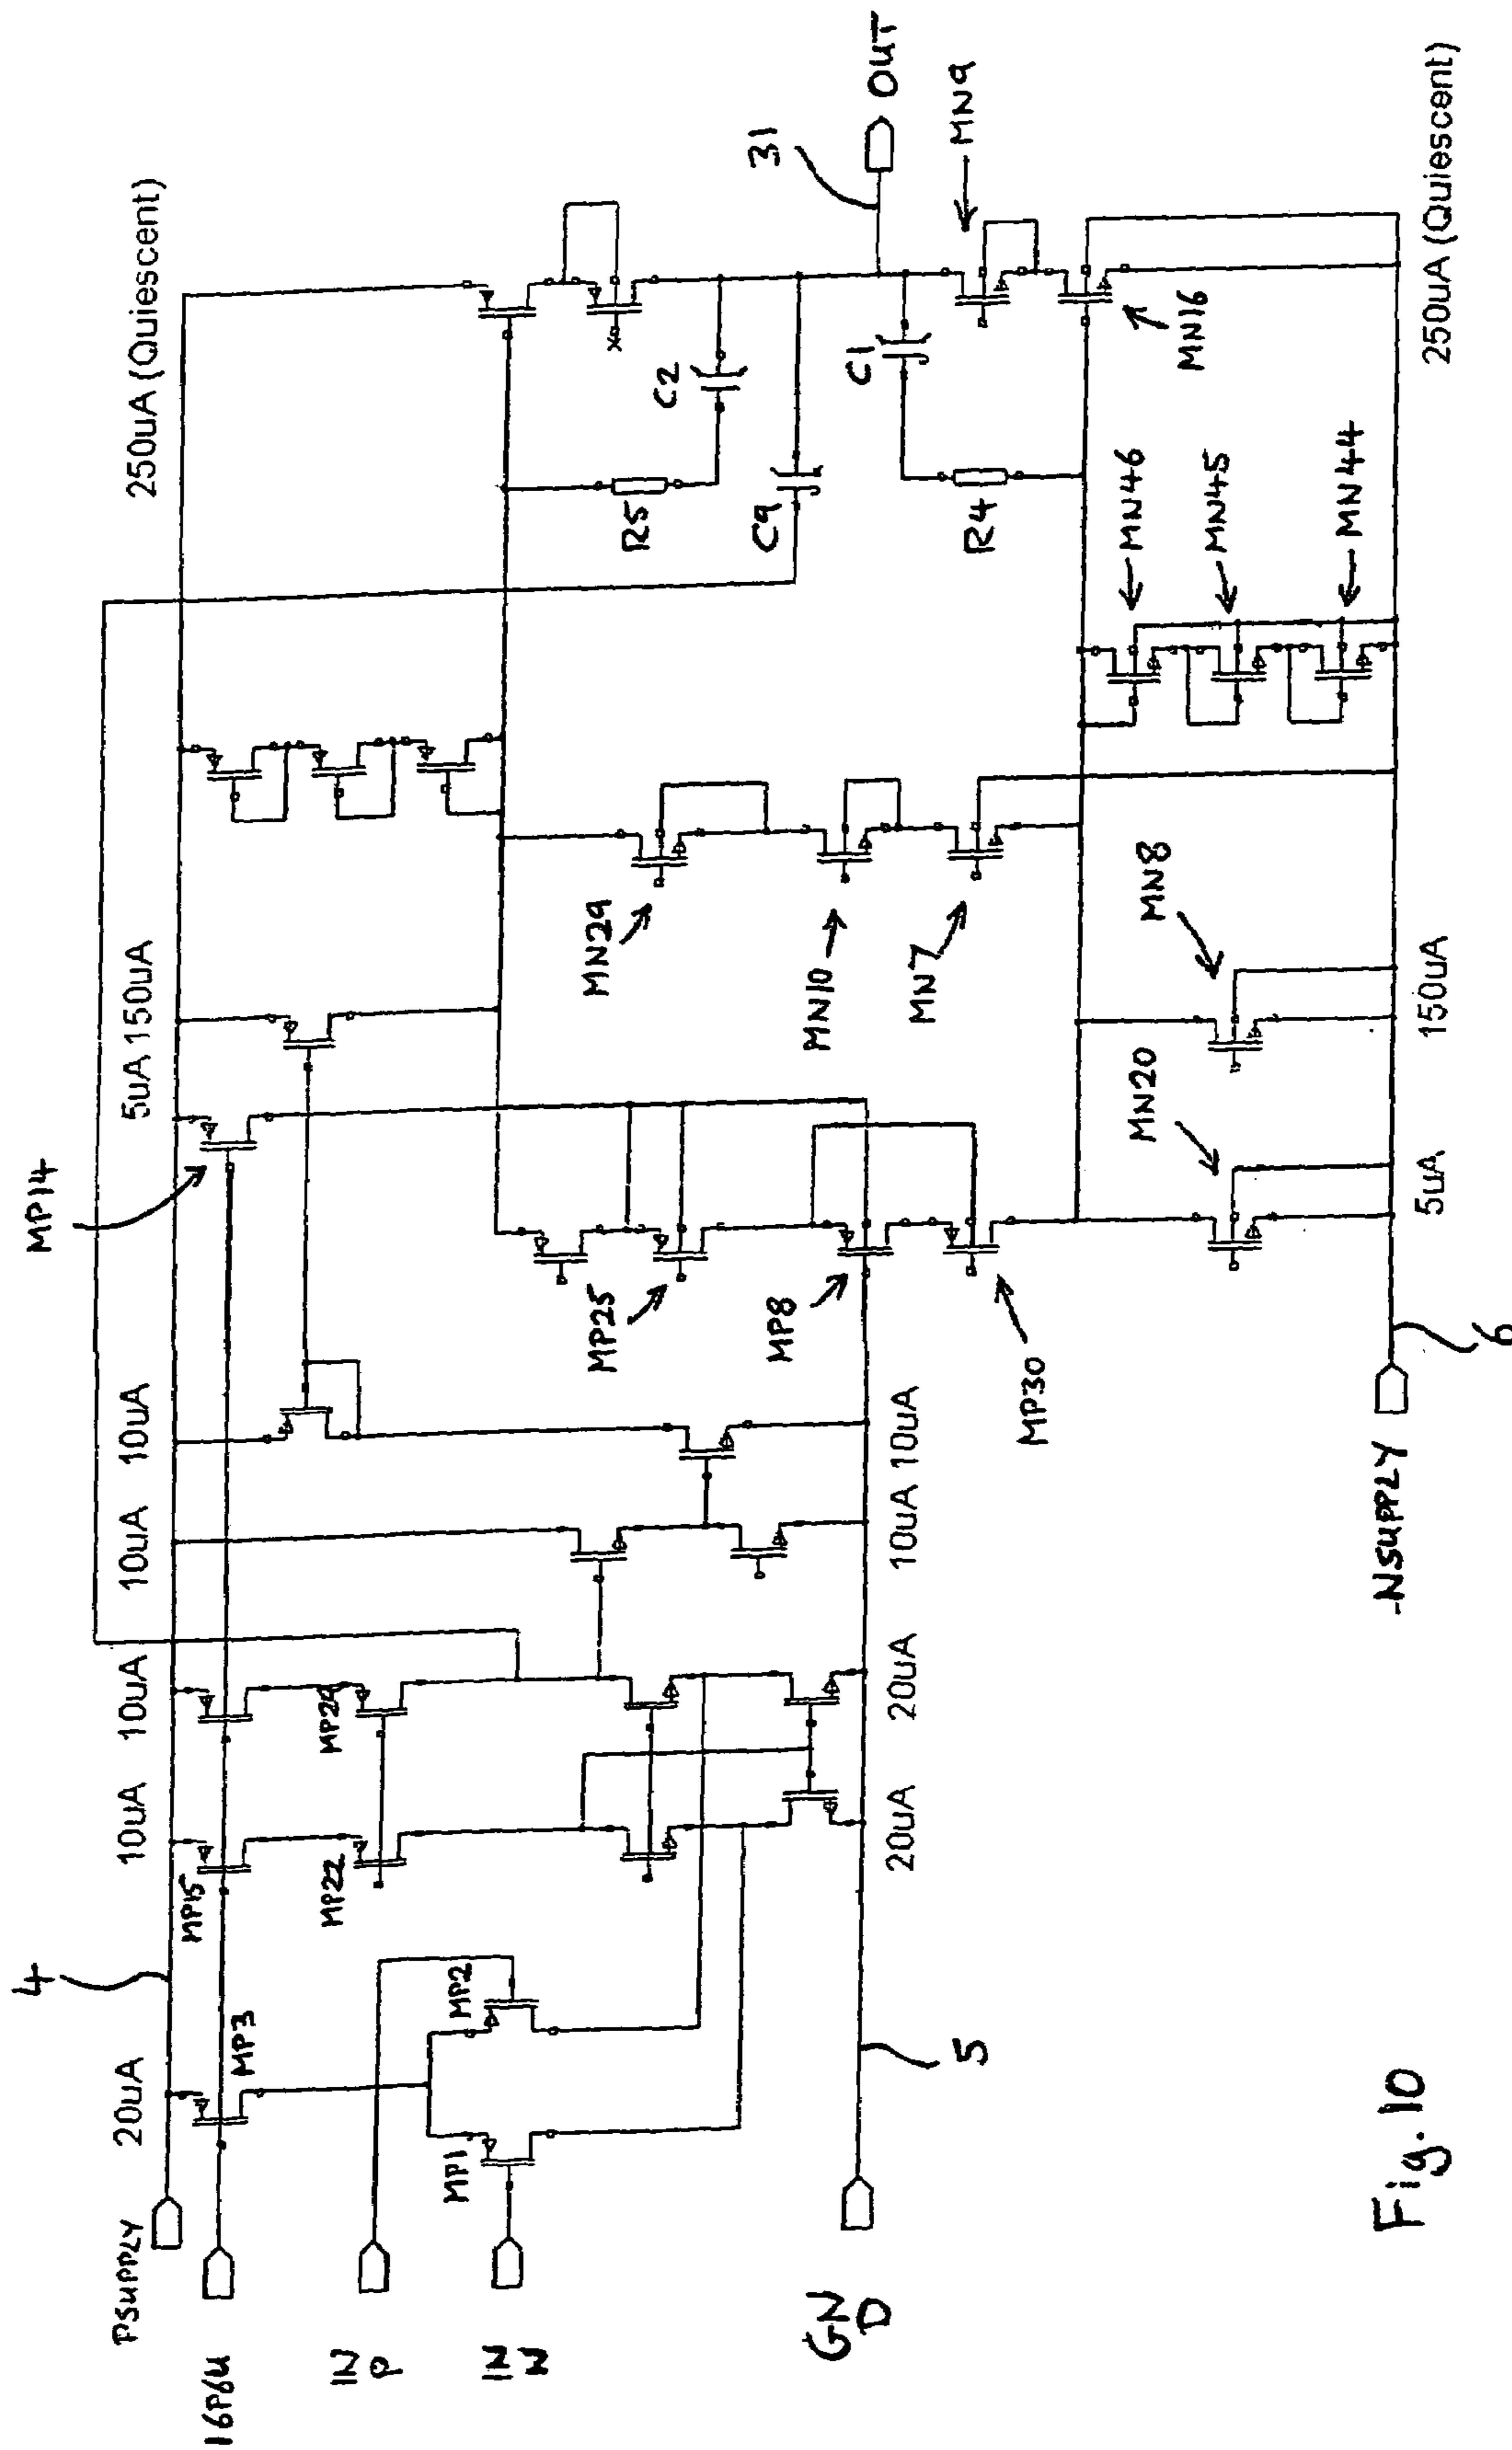 250uA (Quiescent)
5uA 150uA
10uA
10uA
10uA
10uA
20uA
MP14
4
PSUPPLY
MP3
MP15
MP22
MP29
16P6U
INP
MP2
MP1
INN
MP25
MP8
MP30
MN29
MN10
MN7
R5
C2
C9
C1
R4
31
OUT
MN9
MN16
GND
5
20uA
20uA
10uA
10uA
MN20
MN8
MN46
MN45
MN44
-NSUPPLY
6
5uA
150uA
250uA (Quiescent)
Fig. 10
x